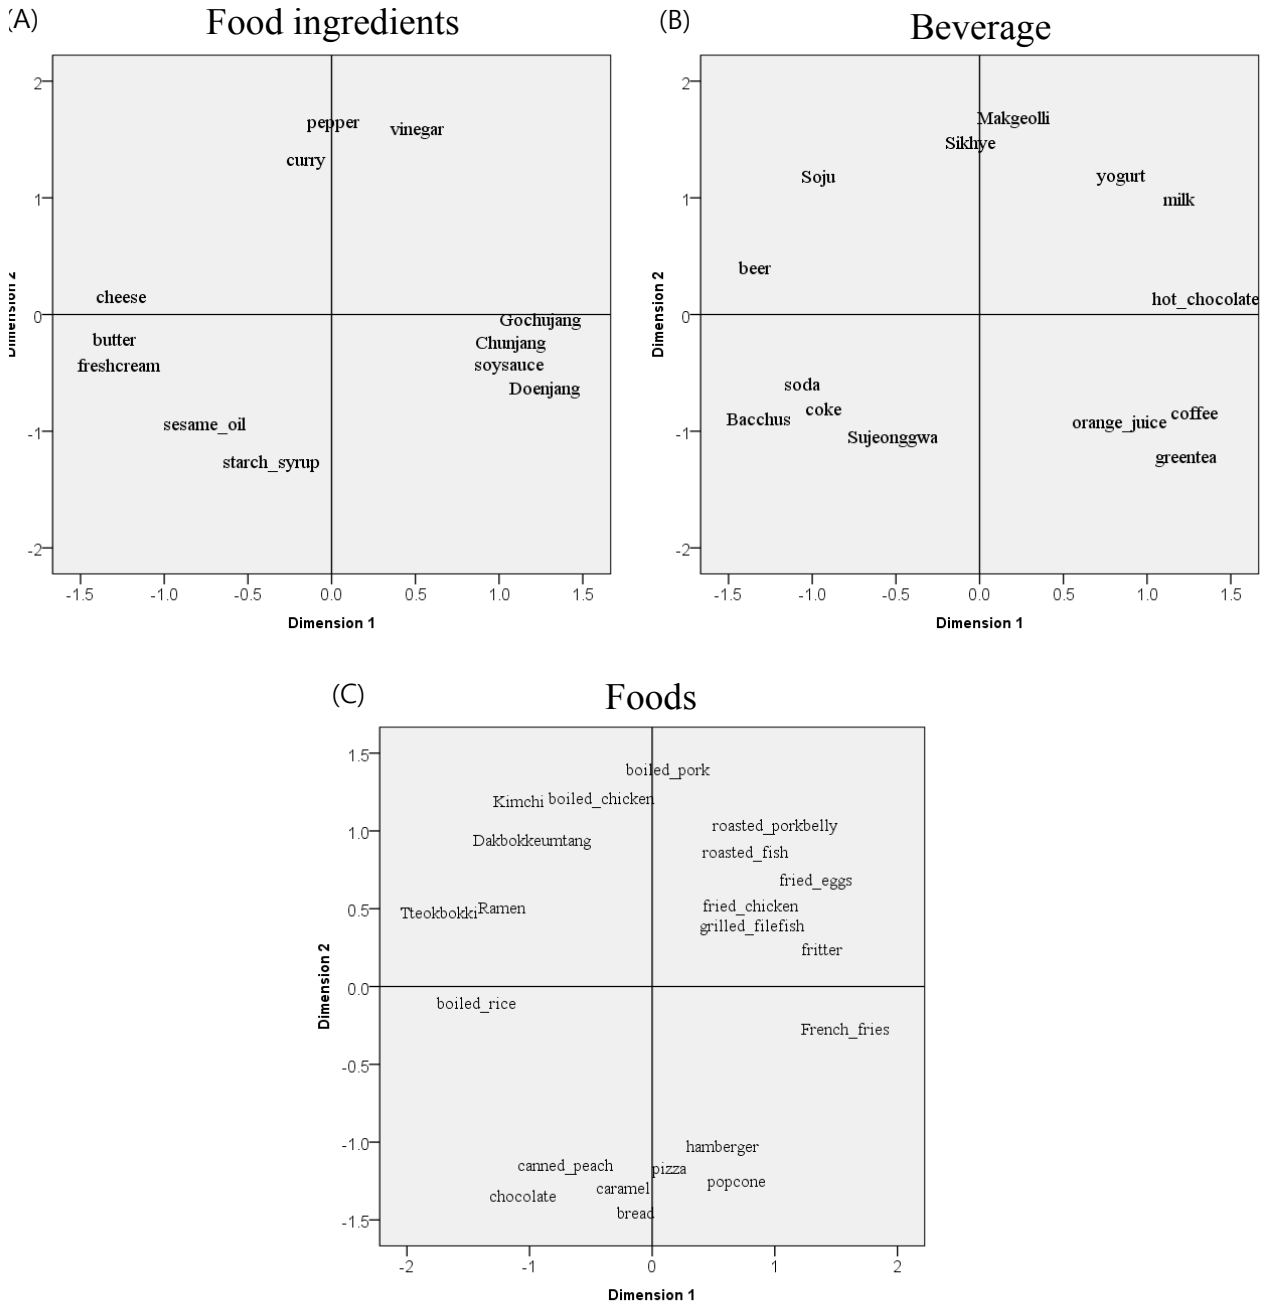 (A)
Food ingredients
2
1
0
-1
-2
Dimension 2
pepper
vinegar
curry
cheese
butter
freshcream
sesame_oil
starch_syrup
Gochujang
Chunjang
soysauce
Doenjang
-1.5 -1.0 -0.5 0.0 0.5 1.0 1.5
Dimension 1
(B)
Beverage
2
1
0
-1
-2
Dimension 2
Makgeolli
Sikhye
Soju
yogurt
milk
beer
hot_chocolate
soda
coke
Bacchus
Sujeonggwa
orange_juice
coffee
greentea
-1.5 -1.0 -0.5 0.0 0.5 1.0 1.5
Dimension 1
(C)
Foods
1.5
1.0
0.5
0.0
-0.5
-1.0
-1.5
Dimension 2
boiled_pork
Kimchi
boiled_chicken
Dakbokkeumtang
roasted_porkbelly
roasted_fish
fried_eggs
Tteokbokki
Ramen
fried_chicken
grilled_filefish
fritter
boiled_rice
French_fries
hamberger
canned_peach
pizza
popcone
caramel
chocolate
bread
-2 -1 0 1 2
Dimension 1